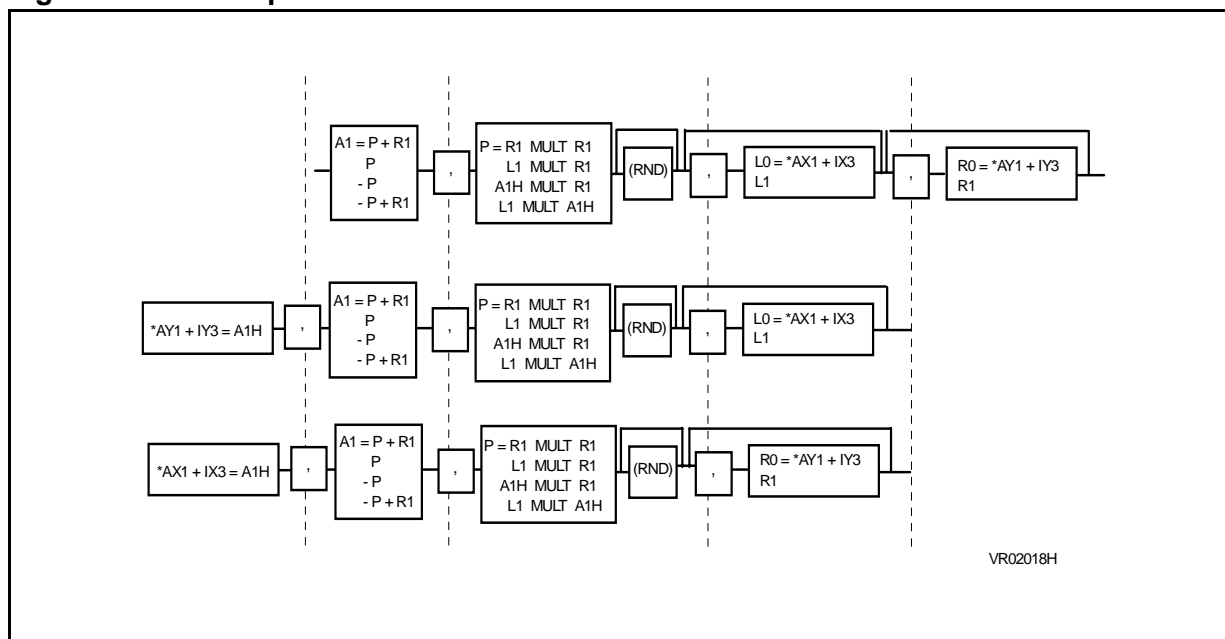 A1 = P + R1
P
- P
- P + R1
,
P = R1 MULT R1
L1 MULT R1
A1H MULT R1
L1 MULT A1H
(RND)
,
L0 = *AX1 + IX3
L1
,
R0 = *AY1 + IY3
R1
*AY1 + IY3 = A1H
,
A1 = P + R1
P
- P
- P + R1
,
P = R1 MULT R1
L1 MULT R1
A1H MULT R1
L1 MULT A1H
(RND)
,
L0 = *AX1 + IX3
L1
*AX1 + IX3 = A1H
,
A1 = P + R1
P
- P
- P + R1
,
P = R1 MULT R1
L1 MULT R1
A1H MULT R1
L1 MULT A1H
(RND)
,
R0 = *AY1 + IY3
R1
VR02018H